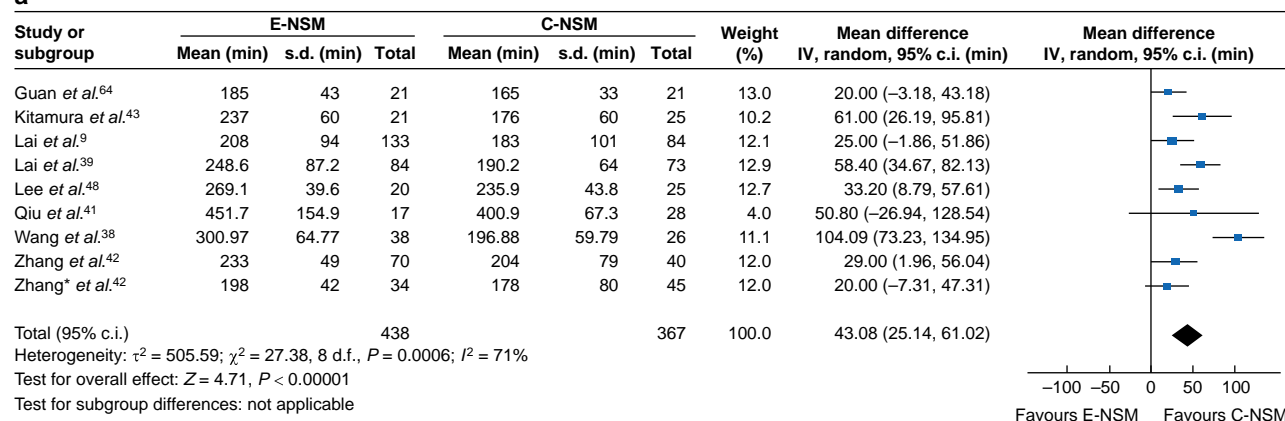 a
E-NSM C-NSM
Study or subgroup Mean (min) s.d. (min) Total Mean (min) s.d. (min) Total Weight (%) Mean difference IV, random, 95% c.i. (min) Mean difference IV, random, 95% c.i. (min)
Guan et al.64 185 43 21 165 33 21 13.0 20.00 (–3.18, 43.18)
Kitamura et al.43 237 60 21 176 60 25 10.2 61.00 (26.19, 95.81)
Lai et al.9 208 94 133 183 101 84 12.1 25.00 (–1.86, 51.86)
Lai et al.39 248.6 87.2 84 190.2 64 73 12.9 58.40 (34.67, 82.13)
Lee et al.48 269.1 39.6 20 235.9 43.8 25 12.7 33.20 (8.79, 57.61)
Qiu et al.41 451.7 154.9 17 400.9 67.3 28 4.0 50.80 (–26.94, 128.54)
Wang et al.38 300.97 64.77 38 196.88 59.79 26 11.1 104.09 (73.23, 134.95)
Zhang et al.42 233 49 70 204 79 40 12.0 29.00 (1.96, 56.04)
Zhang* et al.42 198 42 34 178 80 45 12.0 20.00 (–7.31, 47.31)
Total (95% c.i.) 438 367 100.0 43.08 (25.14, 61.02)
Heterogeneity: τ2 = 505.59; χ2 = 27.38, 8 d.f., P = 0.0006; I2 = 71%
Test for overall effect: Z = 4.71, P < 0.00001
Test for subgroup differences: not applicable
–100 –50 0 50 100
Favours E-NSM Favours C-NSM